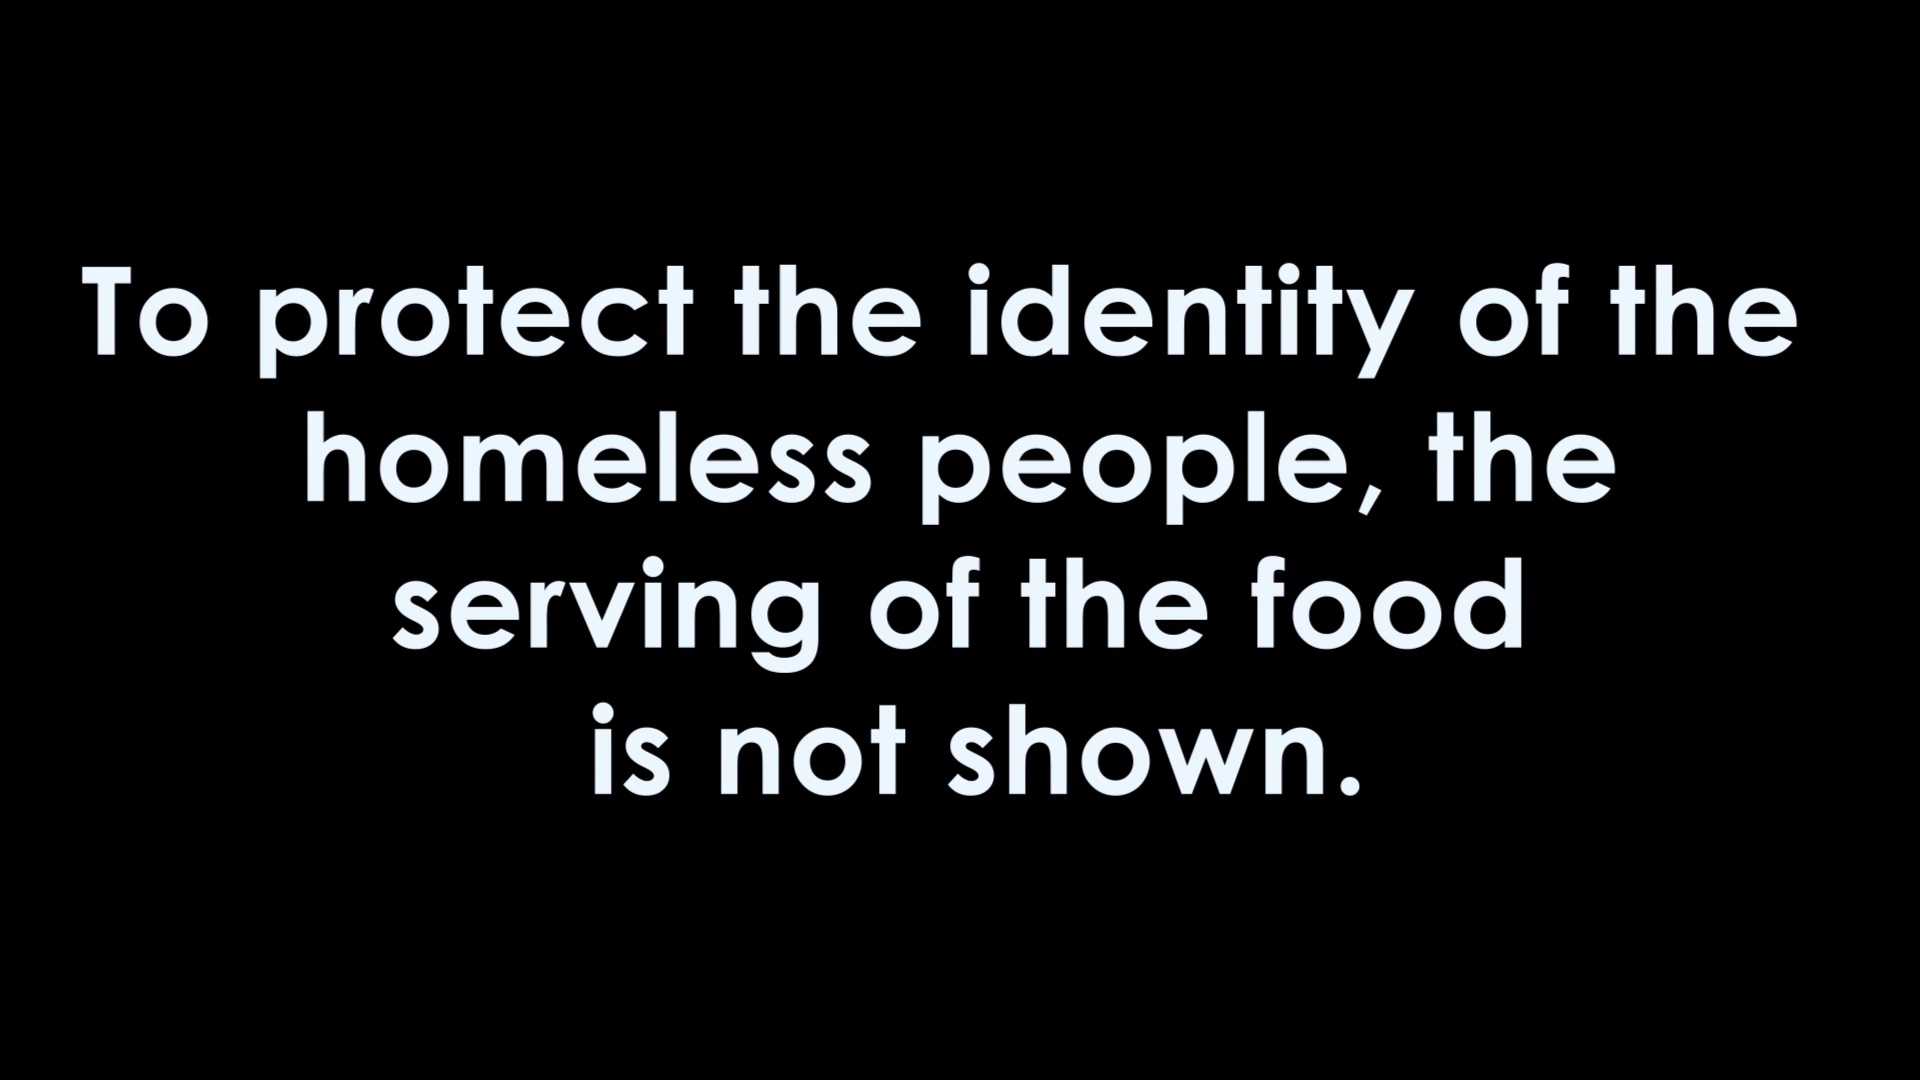 To protect the identity of the
homeless people, the
serving of the food
is not shown.